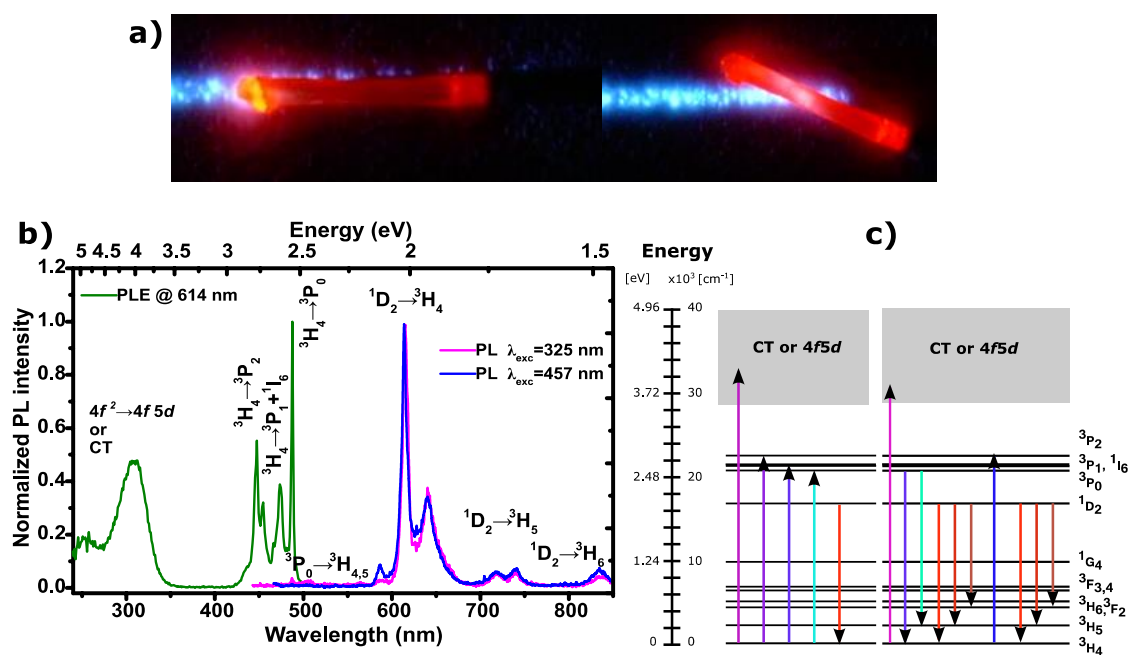 a)
b)
Energy (eV)
5 4.5 4 3.5 3 2.5 2 1.5
1.2
1.0
0.8
0.6
0.4
0.2
0.0
Normalized PL intensity
PLE @ 614 nm
4f ²→4f 5d
or
CT
³H₄→³P₂
³H₄→³P₁+¹I₆
³H₄→³P₀
¹D₂→³H₄
PL λexc=325 nm
PL λexc=457 nm
¹D₂→³H₅
¹D₂→³H₆
³P₀→³H₄,₅
300 400 500 600 700 800
Wavelength (nm)
c)
Energy
[eV] x10³ [cm⁻¹]
4.96 40
3.72 30
2.48 20
1.24 10
0 0
CT or 4f5d
CT or 4f5d
³P₂
³P₁, ¹I₆
³P₀
¹D₂
¹G₄
³F₃,₄
³H₆,³F₂
³H₅
³H₄